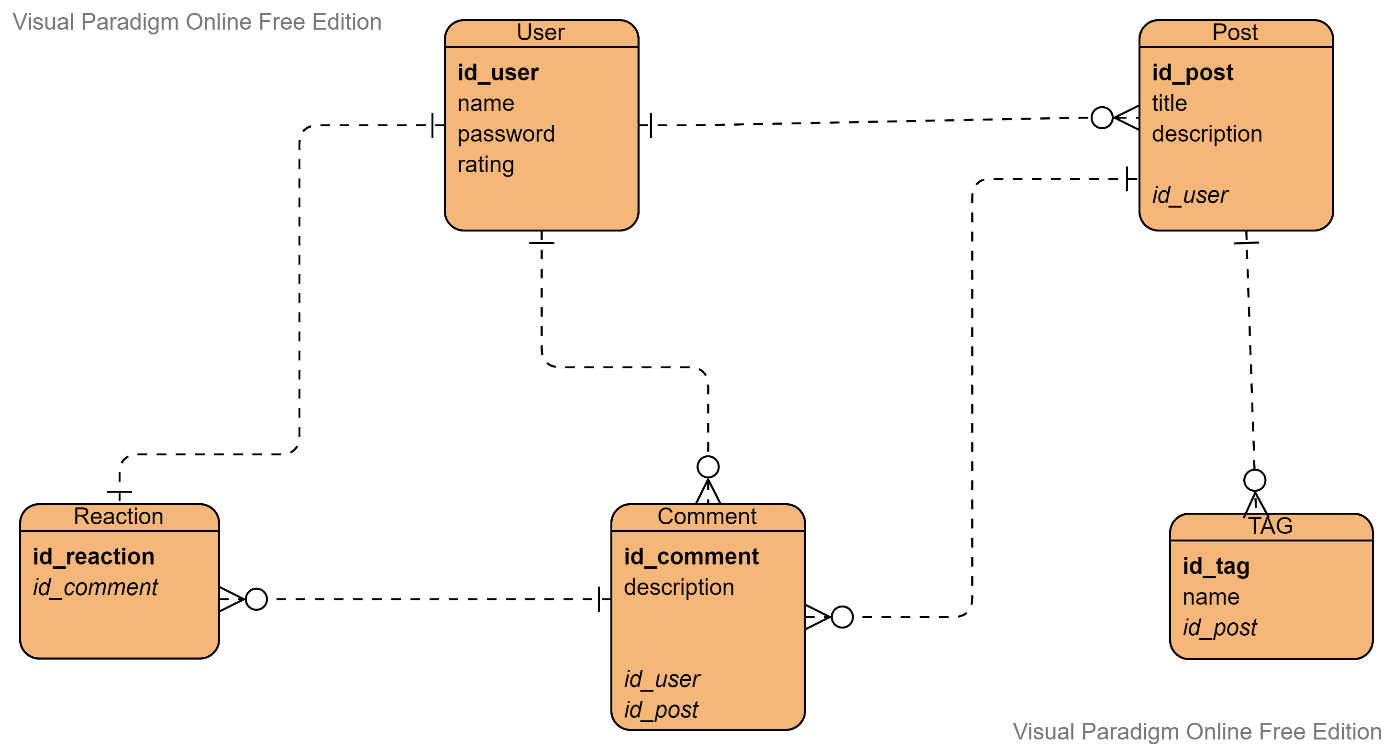 Visual Paradigm Online Free Edition
User
id_user
name
password
rating
Post
id_post
title
description
id_user
Reaction
id_reaction
id_comment
Comment
id_comment
description
id_user
id_post
TAG
id_tag
name
id_post
Visual Paradigm Online Free Edition